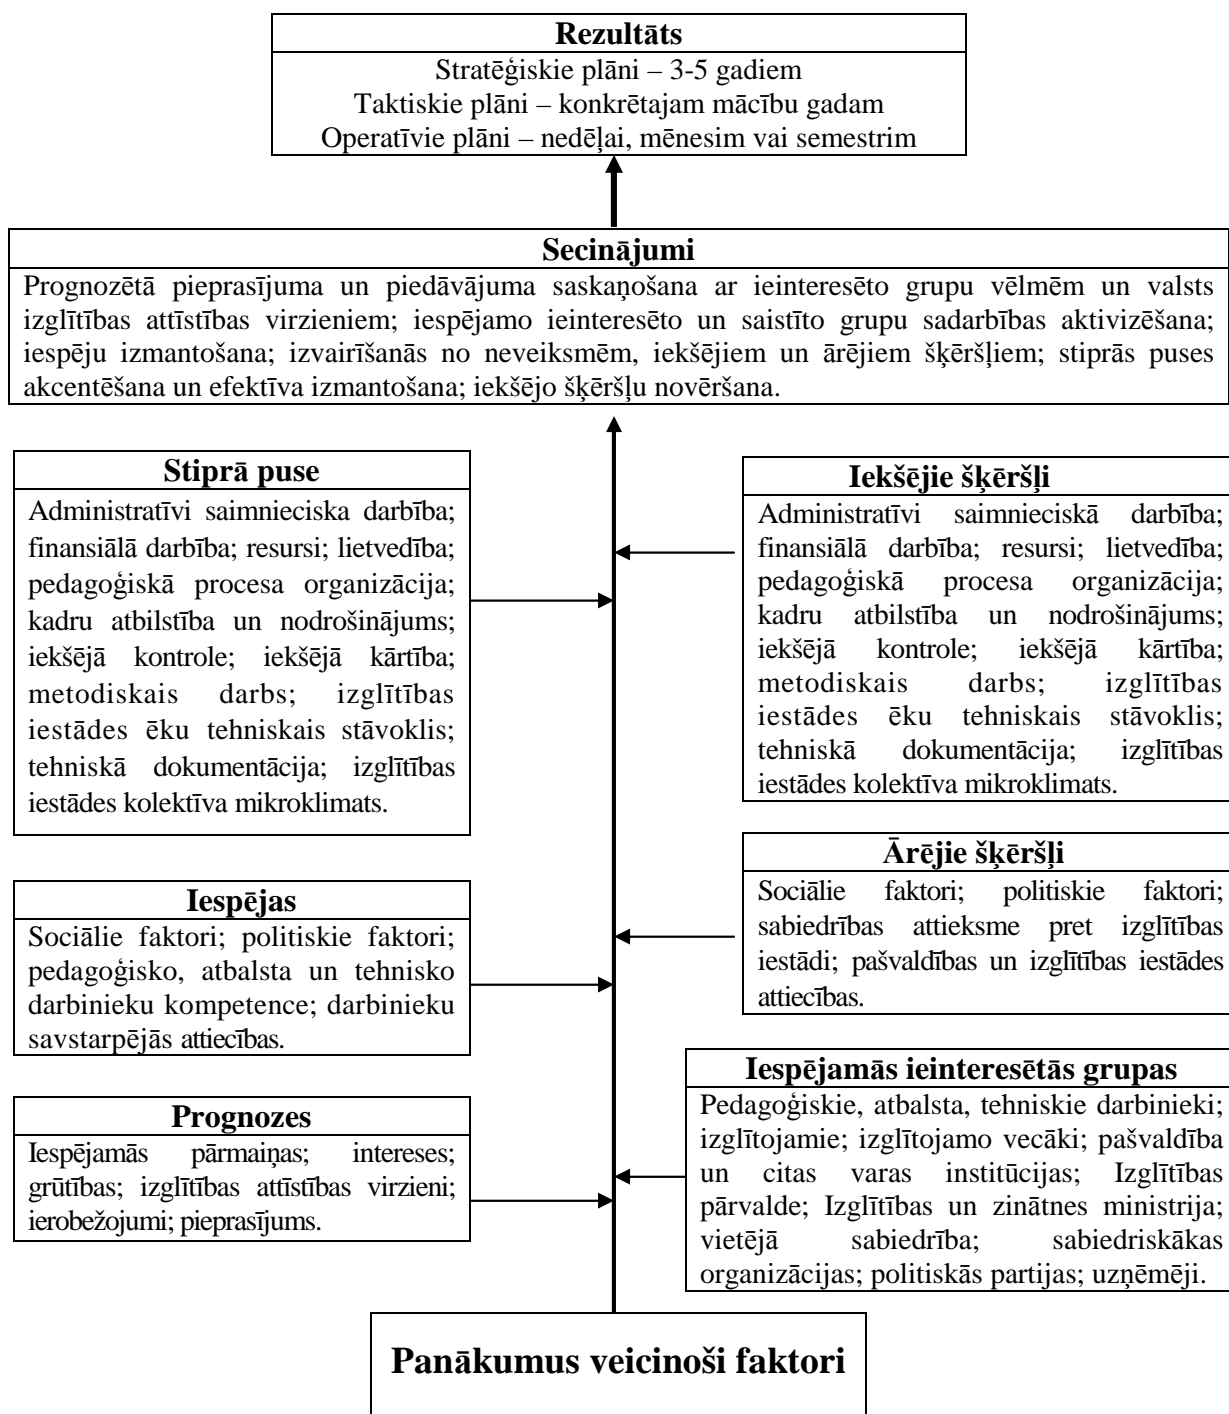 Rezultāts
Stratēģiskie plāni – 3-5 gadiem
Taktiskie plāni – konkrētajam mācību gadam
Operatīvie plāni – nedēļai, mēnesim vai semestrim
Secinājumi
Prognozētā pieprasījuma un piedāvājuma saskaņošana ar ieinteresēto grupu vēlmēm un valsts
izglītības attīstības virzieniem; iespējamo ieinteresēto un saistīto grupu sadarbības aktivizēšana;
iespēju izmantošana; izvairīšanās no neveiksmēm, iekšējiem un ārējiem šķēršļiem; stiprās puses
akcentēšana un efektīva izmantošana; iekšējo šķēršļu novēršana.
Stiprā puse
Administratīvi saimnieciska darbība;
finansiālā darbība; resursi; lietvedība;
pedagoģiskā procesa organizācija;
kadru atbilstība un nodrošinājums;
iekšējā kontrole; iekšējā kārtība;
metodiskais darbs; izglītības
iestādes ēku tehniskais stāvoklis;
tehniskā dokumentācija; izglītības
iestādes kolektīva mikroklimats.
Iekšējie šķēršļi
Administratīvi saimnieciskā darbība;
finansiālā darbība; resursi; lietvedība;
pedagoģiskā procesa organizācija;
kadru atbilstība un nodrošinājums;
iekšējā kontrole; iekšējā kārtība;
metodiskais darbs; izglītības
iestādes ēku tehniskais stāvoklis;
tehniskā dokumentācija; izglītības
iestādes kolektīva mikroklimats.
Iespējas
Sociālie faktori; politiskie faktori;
pedagoģisko, atbalsta un tehnisko
darbinieku kompetence; darbinieku
savstarpējās attiecības.
Ārējie šķēršļi
Sociālie faktori; politiskie faktori;
sabiedrības attieksme pret izglītības
iestādi; pašvaldības un izglītības iestādes
attiecības.
Prognozes
Iespējamās pārmaiņas; intereses;
grūtības; izglītības attīstības virzieni;
ierobežojumi; pieprasījums.
Iespējamās ieinteresētās grupas
Pedagoģiskie, atbalsta, tehniskie darbinieki;
izglītojamie; izglītojamo vecāki; pašvaldība
un citas varas institūcijas; Izglītības
pārvalde; Izglītības un zinātnes ministrija;
vietējā sabiedrība; sabiedriskākas
organizācijas; politiskās partijas; uzņēmēji.
Panākumus veicinoši faktori